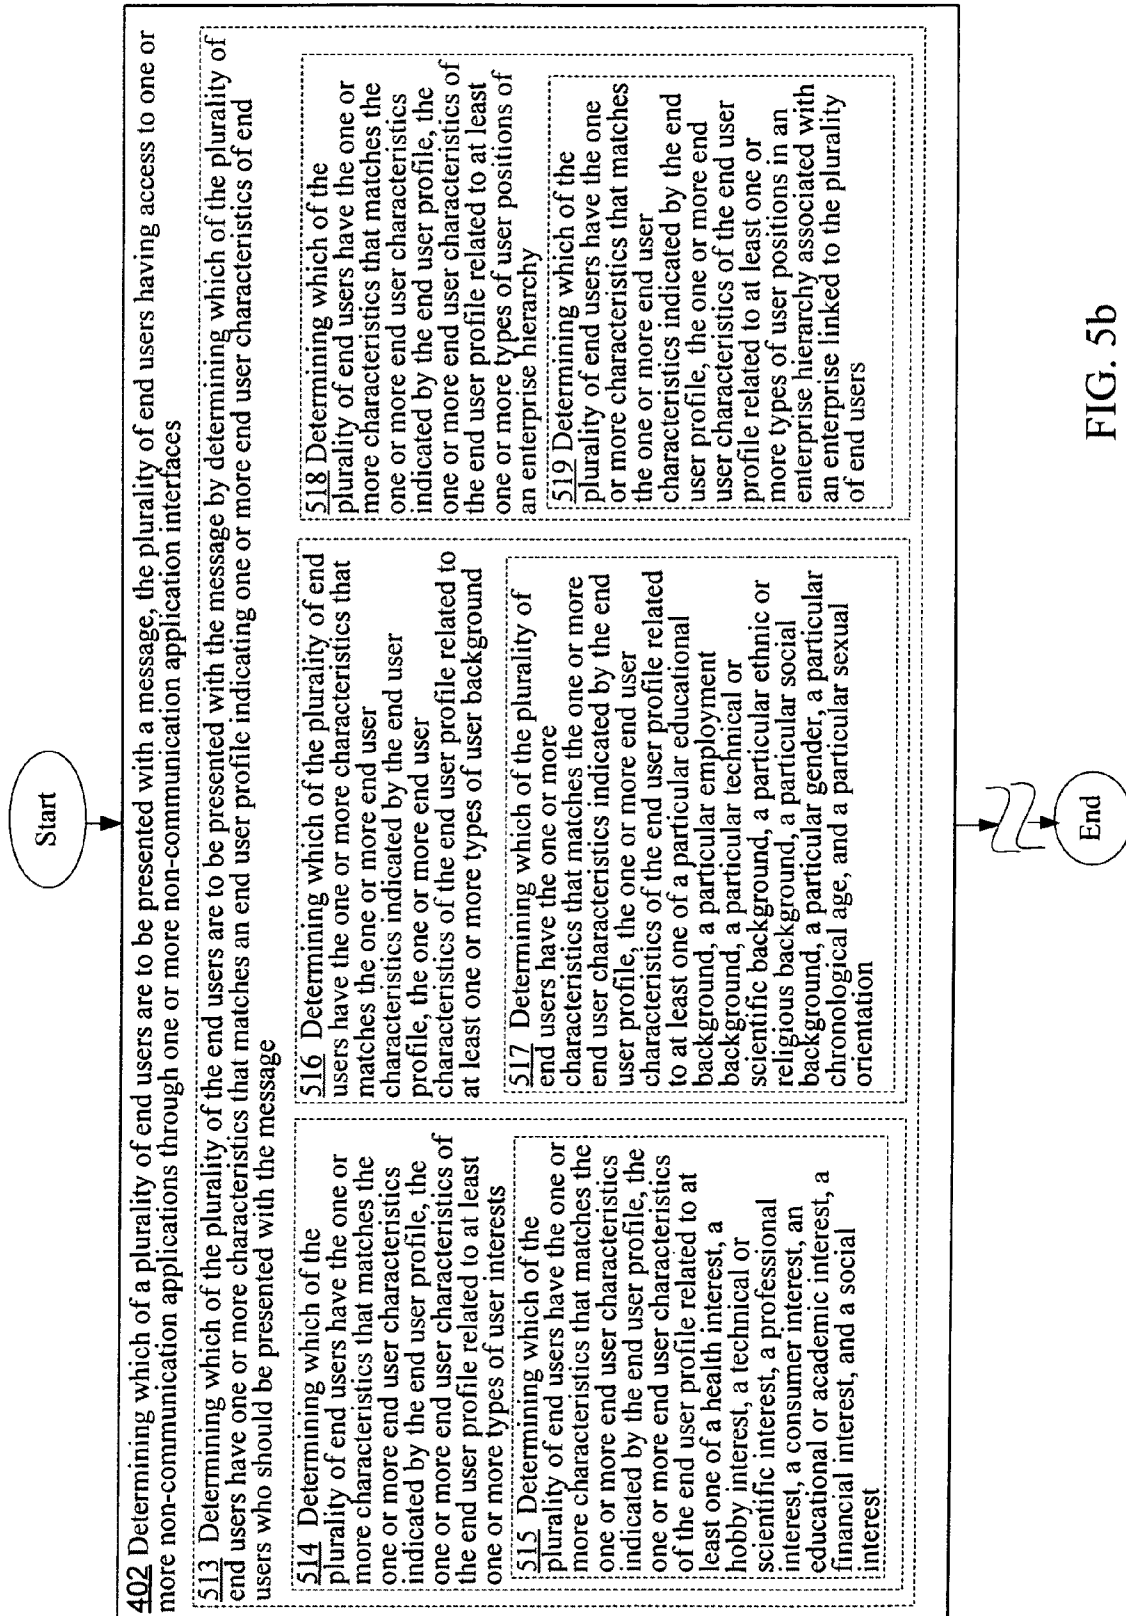 Start
402 Determining which of a plurality of end users are to be presented with a message, the plurality of end users having access to one or
more non-communication applications through one or more non-communication application interfaces
513 Determining which of the plurality of the end users are to be presented with the message by determining which of the plurality of
end users have one or more characteristics that matches an end user profile indicating one or more end user characteristics of end
users who should be presented with the message
514 Determining which of the
plurality of end users have the one or
more characteristics that matches the
one or more end user characteristics
indicated by the end user profile, the
one or more end user characteristics of
the end user profile related to at least
one or more types of user interests
515 Determining which of the
plurality of end users have the one or
more characteristics that matches the
one or more end user characteristics
indicated by the end user profile, the
one or more end user characteristics
of the end user profile related to at
least one of a health interest, a
hobby interest, a technical or
scientific interest, a professional
interest, a consumer interest, an
educational or academic interest, a
financial interest, and a social
interest
516 Determining which of the plurality of end
users have the one or more characteristics that
matches the one or more end user
characteristics indicated by the end user
profile, the one or more end user
characteristics of the end user profile related to
at least one or more types of user background
517 Determining which of the plurality of
end users have the one or more
characteristics that matches the one or more
end user characteristics indicated by the end
user profile, the one or more end user
characteristics of the end user profile related
to at least one of a particular educational
background, a particular employment
background, a particular technical or
scientific background, a particular ethnic or
religious background, a particular social
background, a particular gender, a particular
chronological age, and a particular sexual
orientation
518 Determining which of the
plurality of end users have the one or
more characteristics that matches the
one or more end user characteristics
indicated by the end user profile, the
one or more end user characteristics of
the end user profile related to at least
one or more types of user positions of
an enterprise hierarchy
519 Determining which of the
plurality of end users have the one
or more characteristics that matches
the one or more end user
characteristics indicated by the end
user profile, the one or more end
user characteristics of the end user
profile related to at least one or
more types of user positions in an
enterprise hierarchy associated with
an enterprise linked to the plurality
of end users
End
FIG. 5b